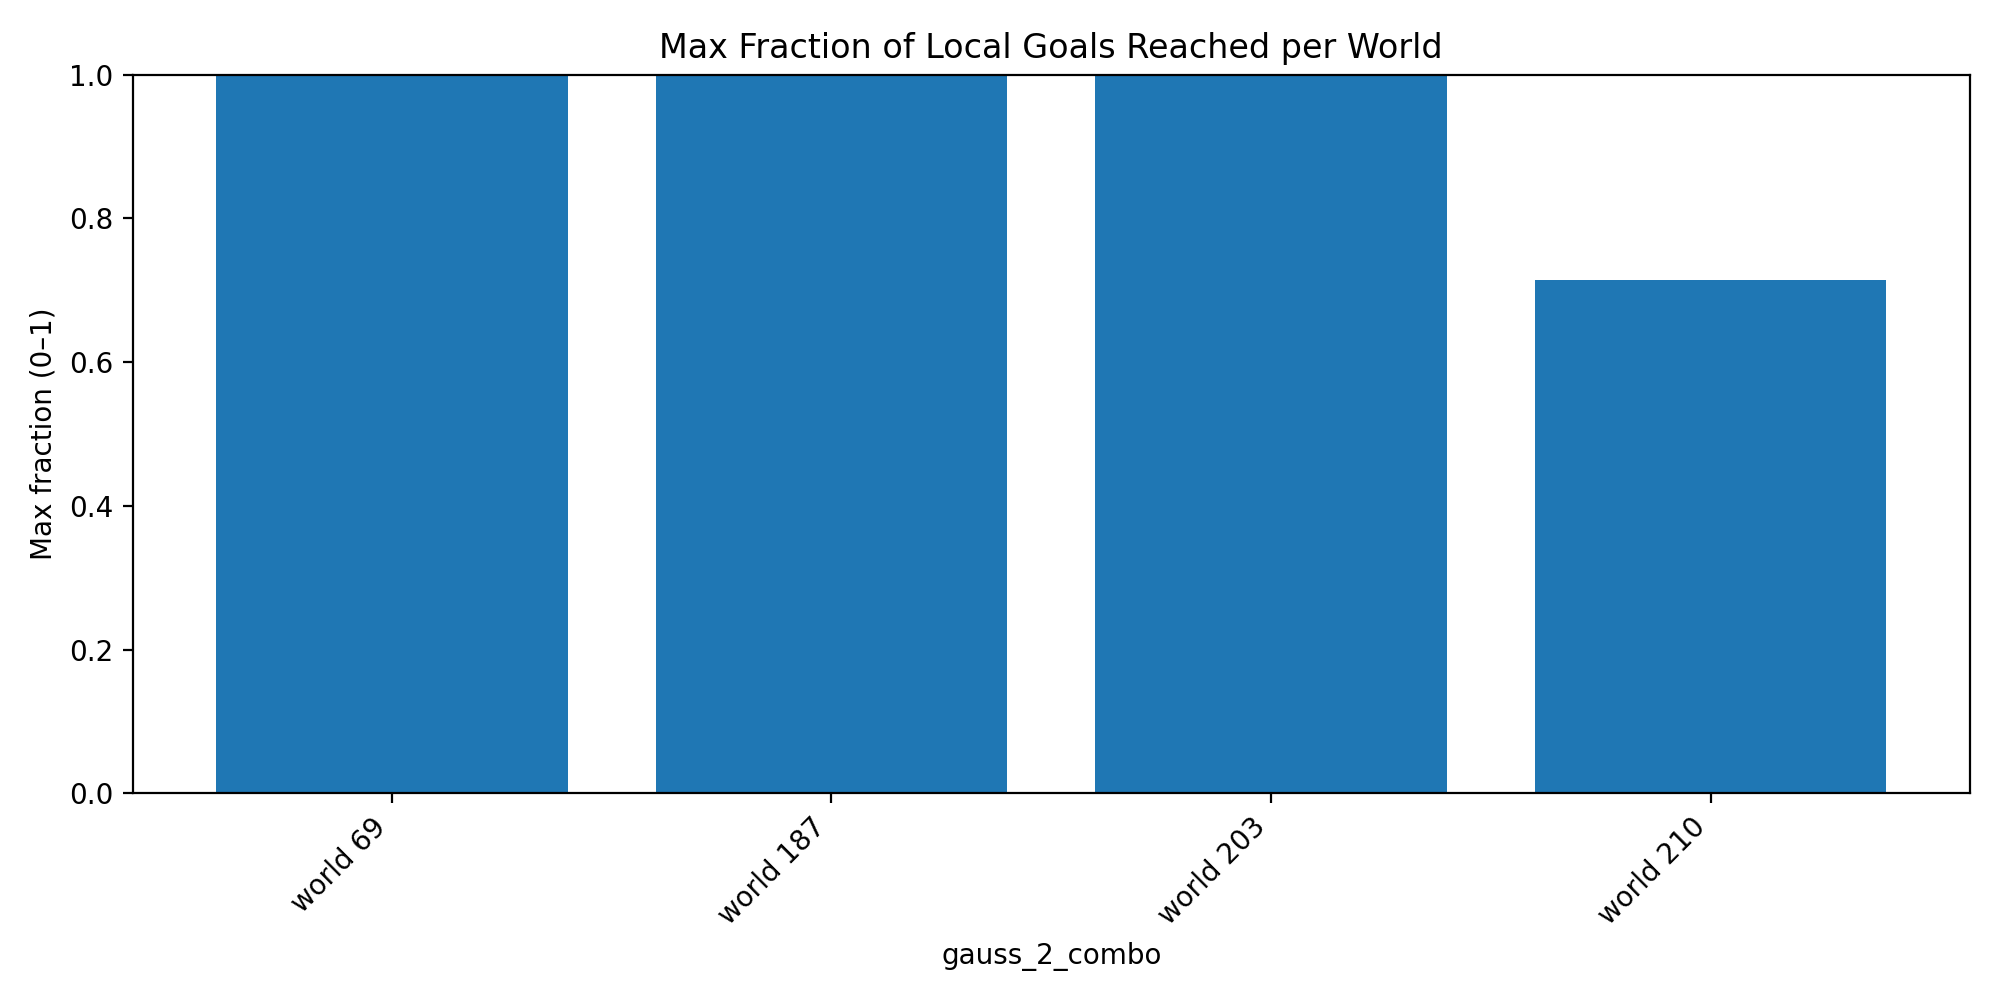 Max Fraction of Local Goals Reached per World
Max fraction (0–1)
1.0
0.8
0.6
0.4
0.2
0.0
world 69
world 187
world 203
world 210
gauss_2_combo